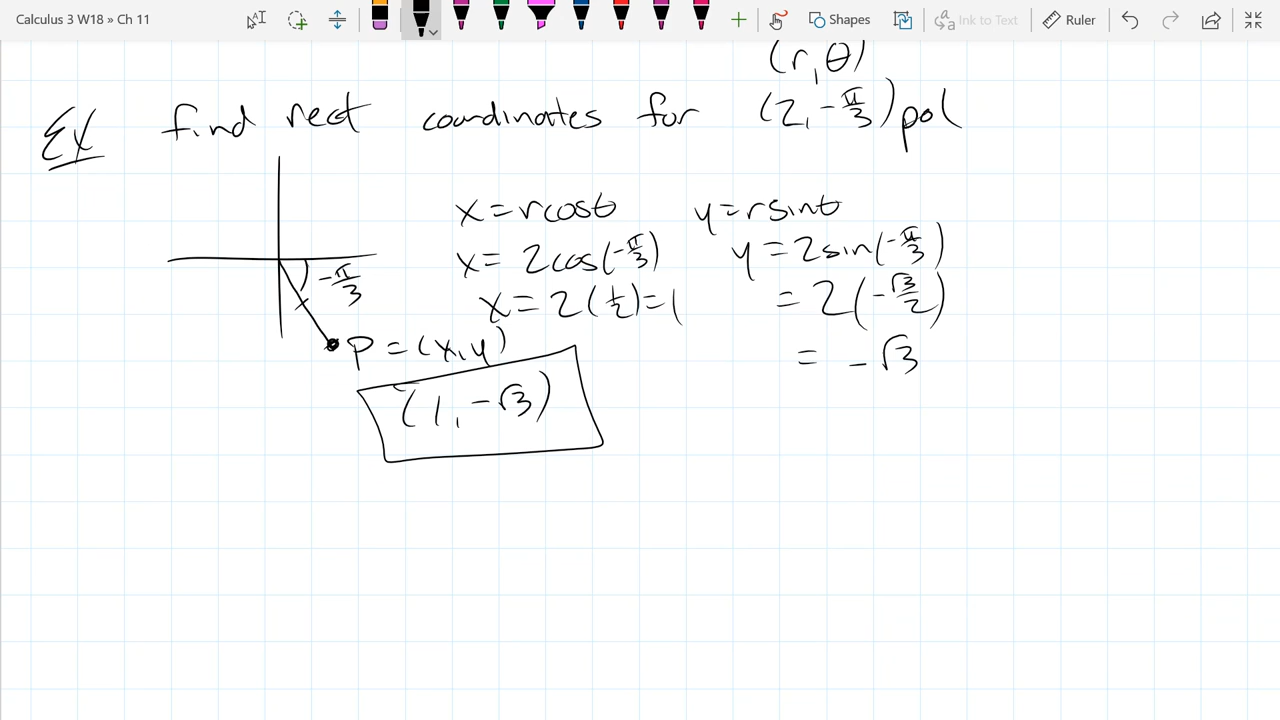 Calculus 3 W18 » Ch 11
Link to Text
Shapes
Ruler
(r, θ)
EX find rect coordinates for (2, -π/3) pol
x = r cos θ
y = r sin θ
x = 2 cos(-π/3)
y = 2 sin(-π/3)
-π/3
x = 2 (1/2) = 1
= 2 (-√3/2)
P = (x, y)
= -√3
(1, -√3)